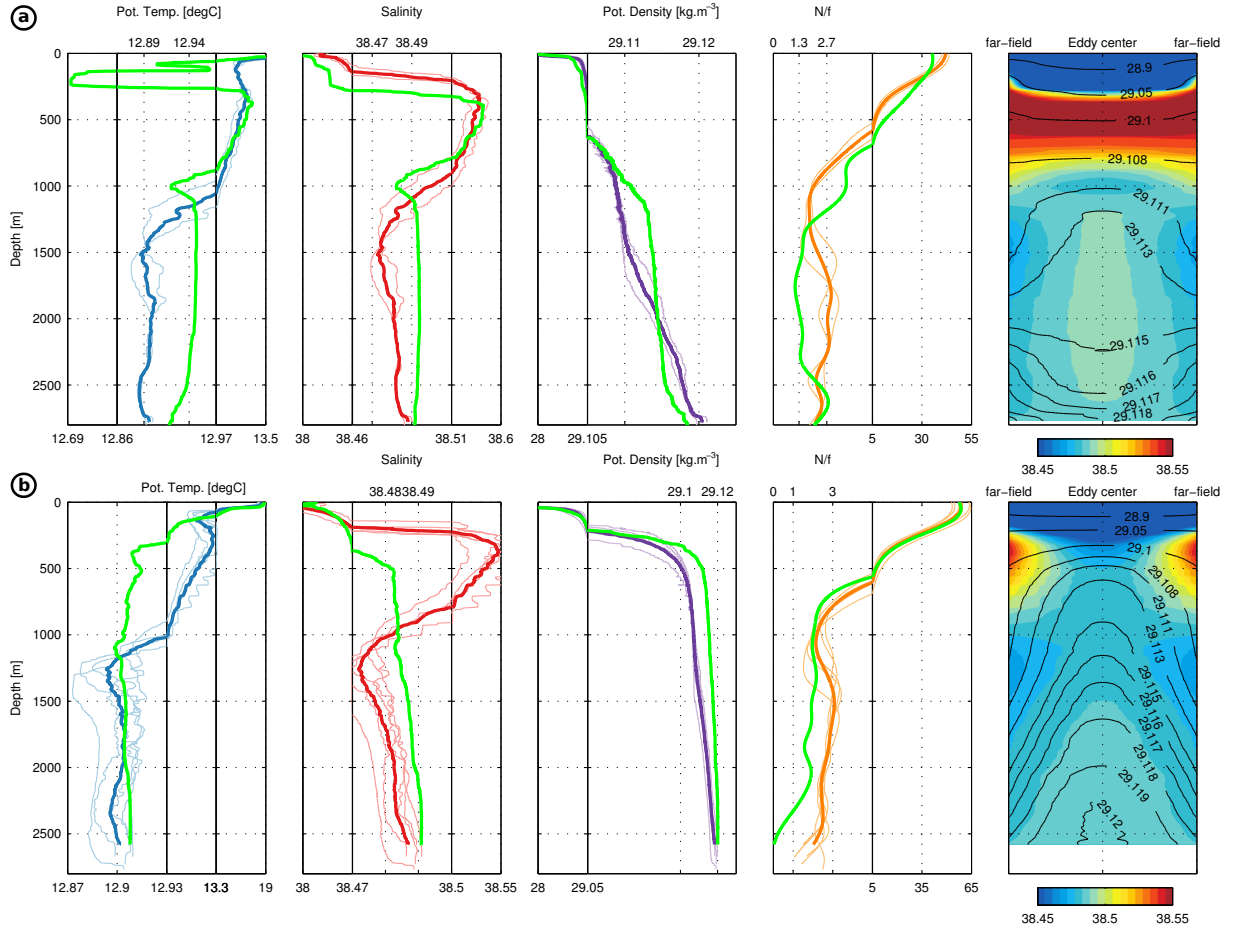 a
Pot. Temp. [degC]
Salinity
Pot. Density [kg.m⁻³]
N/f
12.89 12.94
38.47 38.49
29.11 29.12
0 1.3 2.7
far−field Eddy center far−field
0
500
1000
1500
2000
2500
Depth [m]
28.9
29.05
29.1
29.108
29.111
29.113
29.115
29.116
29.117
29.118
12.69 12.86 12.97 13.5
38 38.46 38.51 38.6
28 29.105
5 30 55
38.45 38.5 38.55
b
Pot. Temp. [degC]
Salinity
Pot. Density [kg.m⁻³]
N/f
38.48 38.49
29.1 29.12
0 1 3
far−field Eddy center far−field
0
500
1000
1500
2000
2500
Depth [m]
28.9
29.05
29.1
29.108
29.111
29.113
29.115
29.116
29.117
29.118
29.119
29.12
12.87 12.9 12.93 13.3 19
38 38.47 38.5 38.55
28 29.05
5 35 65
38.45 38.5 38.55